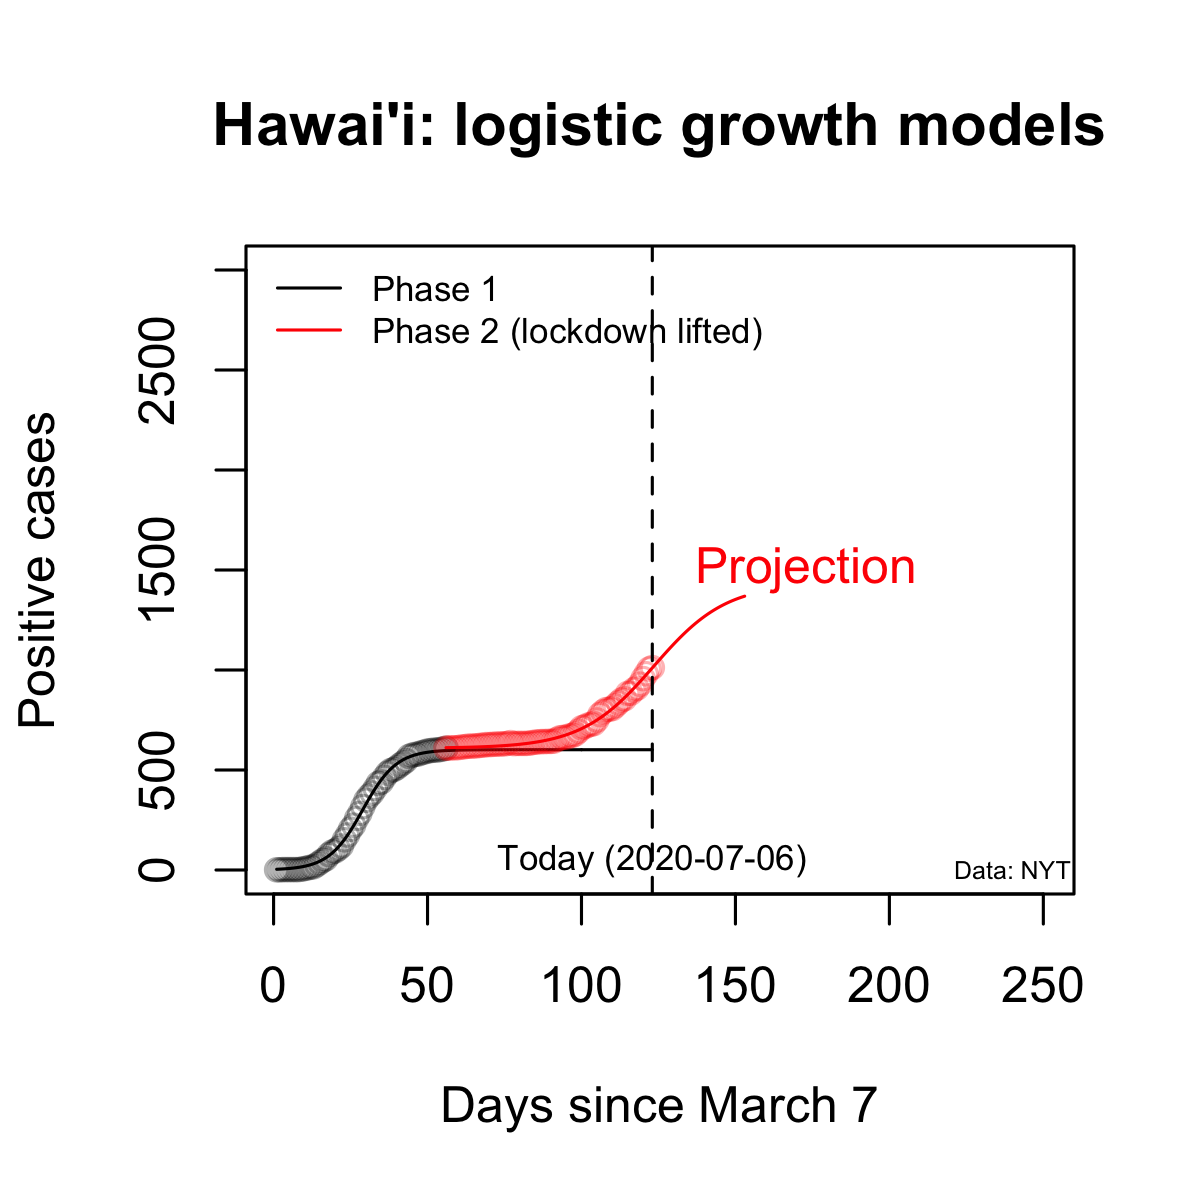 Hawai'i: logistic growth models
Phase 1
Phase 2 (lockdown lifted)
Positive cases
2500
1500
500
0
Projection
Today (2020-07-06)
Data: NYT
0 50 100 150 200 250
Days since March 7